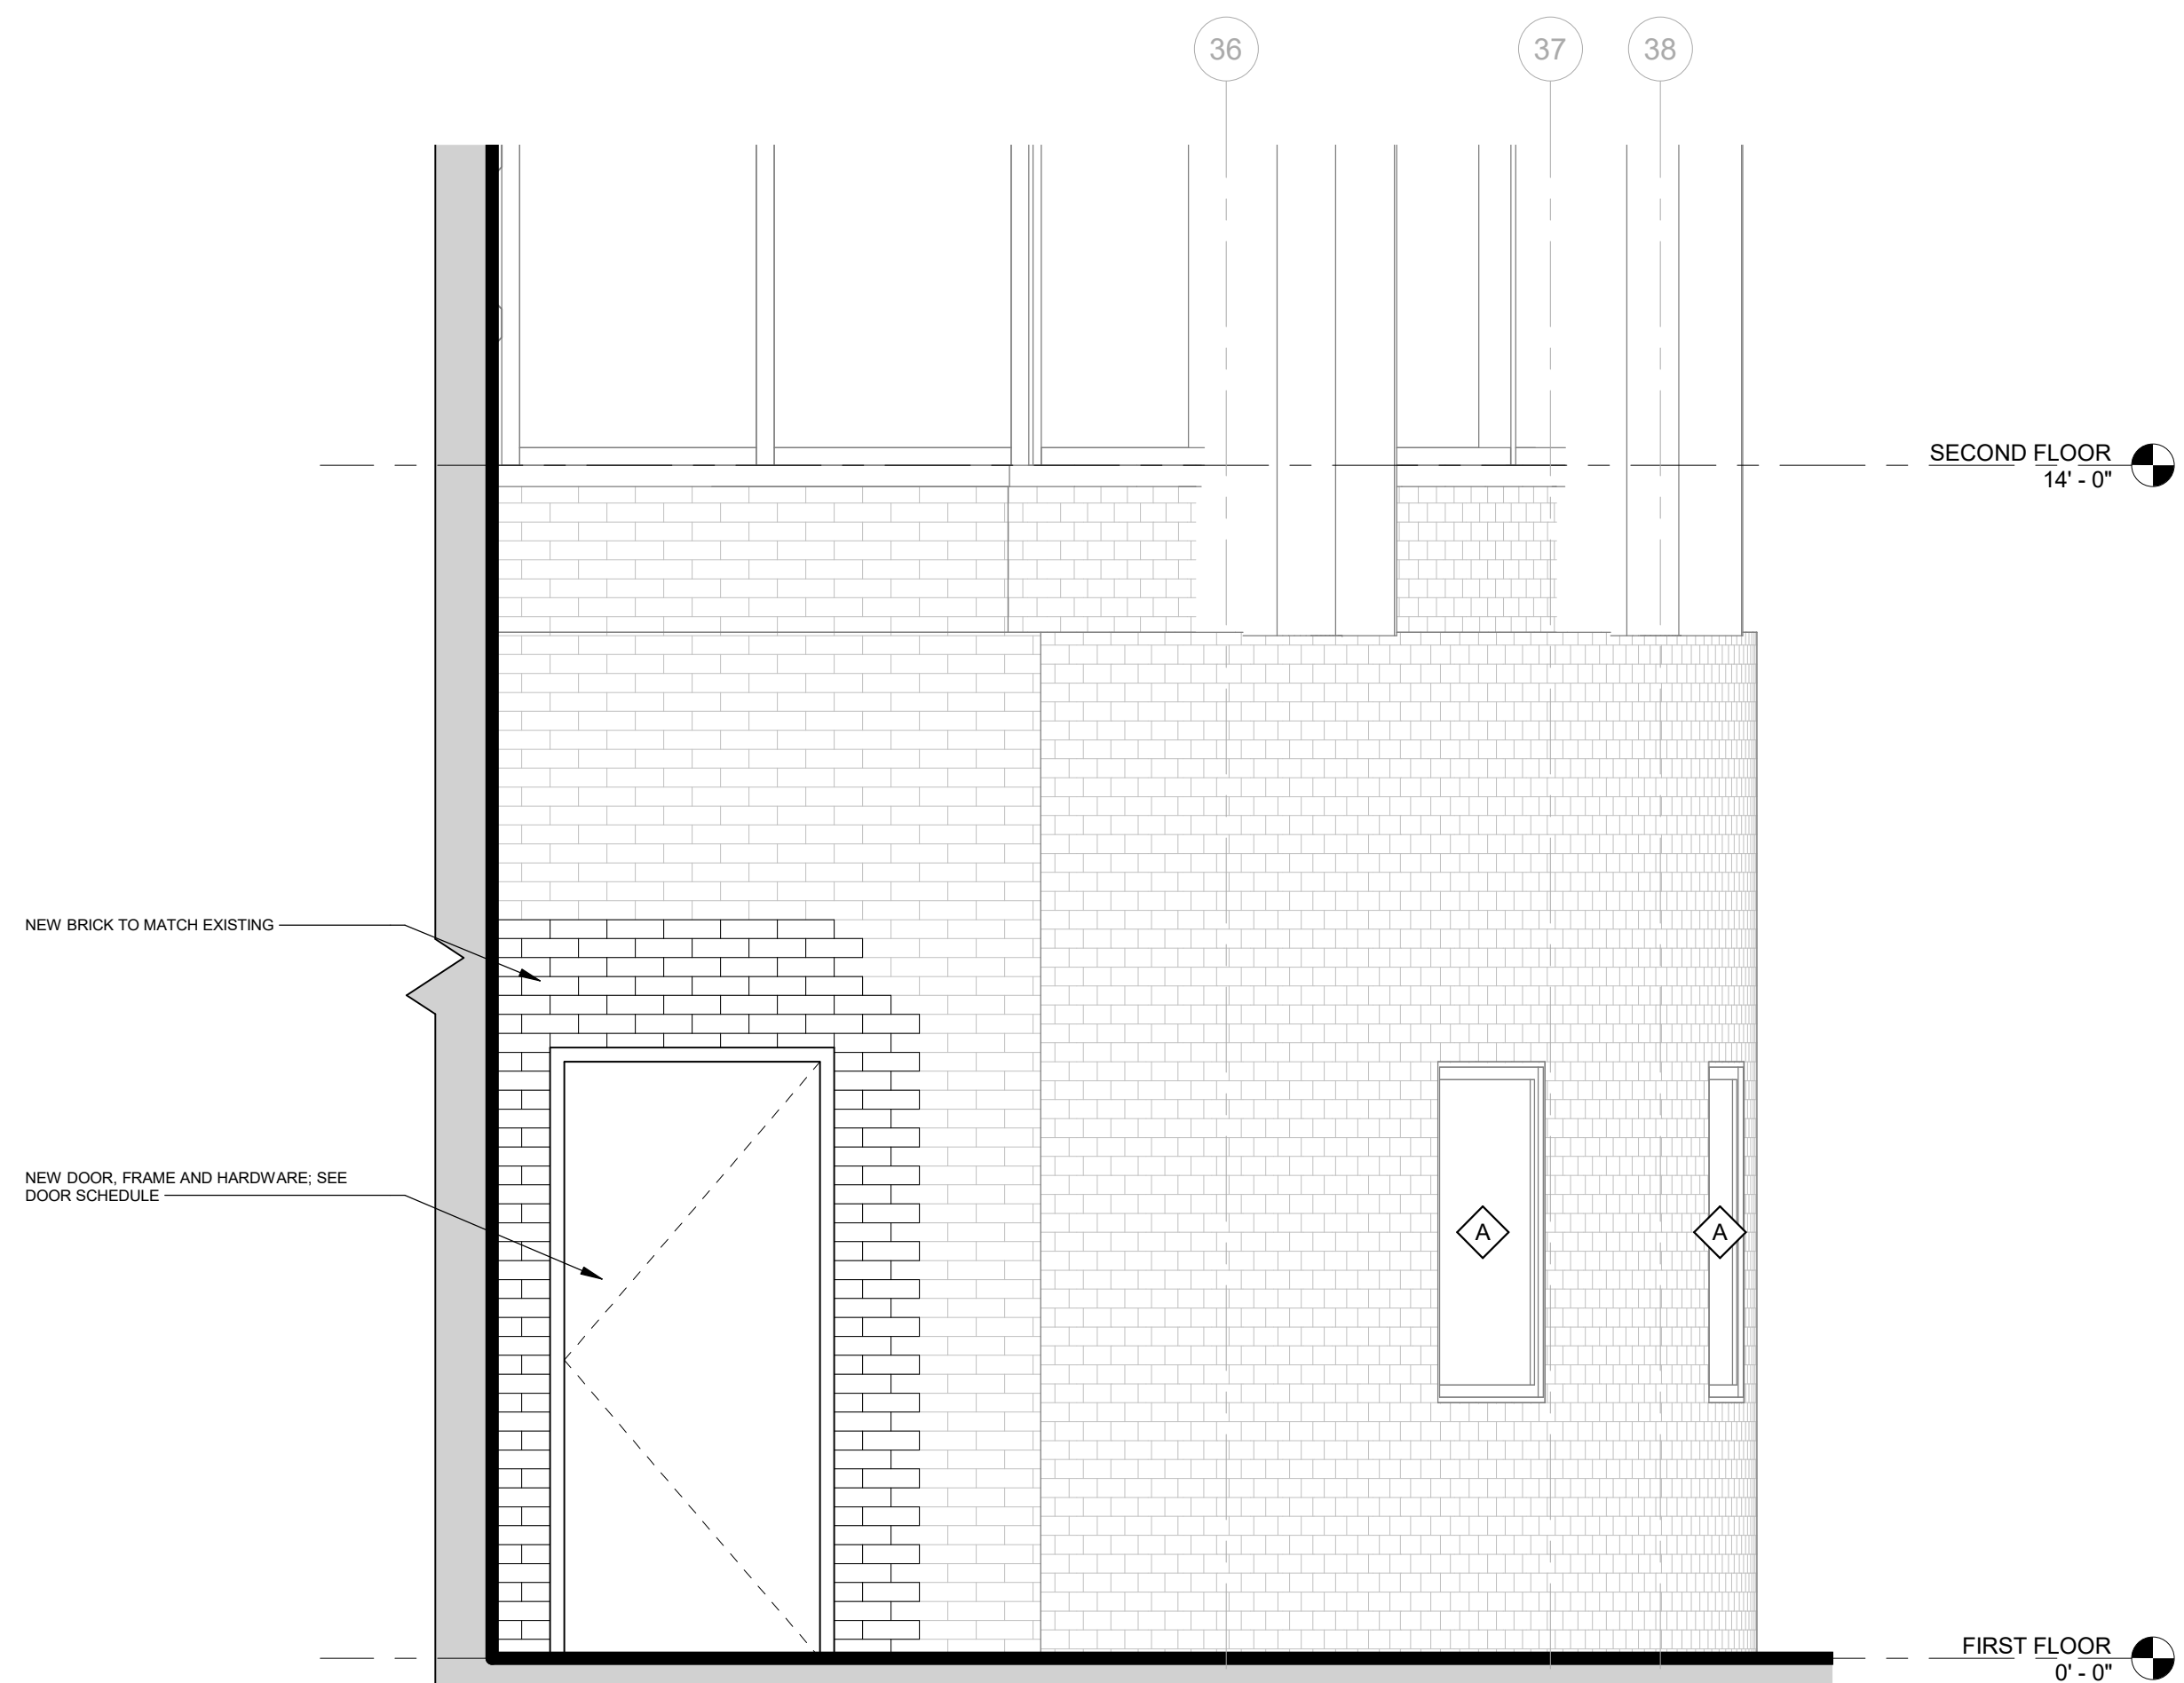 36
37
38
SECOND FLOOR
14' - 0"
NEW BRICK TO MATCH EXISTING
NEW DOOR, FRAME AND HARDWARE; SEE
DOOR SCHEDULE
A
A
FIRST FLOOR
0' - 0"